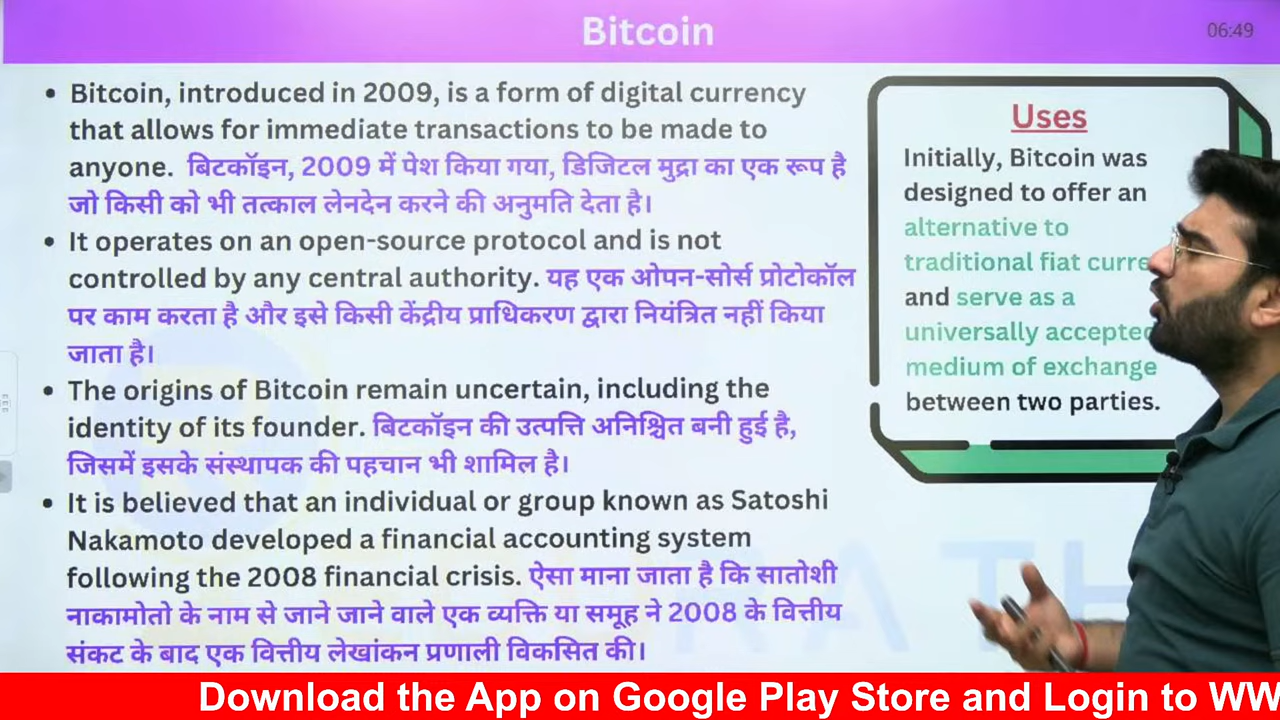 Bitcoin
06:49
• Bitcoin, introduced in 2009, is a form of digital currency
that allows for immediate transactions to be made to
anyone. बिटकॉइन, 2009 में पेश किया गया, डिजिटल मुद्रा का एक रूप है
जो किसी को भी तत्काल लेनदेन करने की अनुमति देता है।
• It operates on an open-source protocol and is not
controlled by any central authority. यह एक ओपन-सोर्स प्रोटोकॉल
पर काम करता है और इसे किसी केंद्रीय प्राधिकरण द्वारा नियंत्रित नहीं किया
जाता है।
• The origins of Bitcoin remain uncertain, including the
identity of its founder. बिटकॉइन की उत्पत्ति अनिश्चित बनी हुई है,
जिसमें इसके संस्थापक की पहचान भी शामिल है।
• It is believed that an individual or group known as Satoshi
Nakamoto developed a financial accounting system
following the 2008 financial crisis. ऐसा माना जाता है कि सातोशी
नाकामोतो के नाम से जाने जाने वाले एक व्यक्ति या समूह ने 2008 के वित्तीय
संकट के बाद एक वित्तीय लेखांकन प्रणाली विकसित की।
Uses
Initially, Bitcoin was
designed to offer an
alternative to
traditional fiat curre
and serve as a
universally accepted
medium of exchange
between two parties.
Download the App on Google Play Store and Login to WW